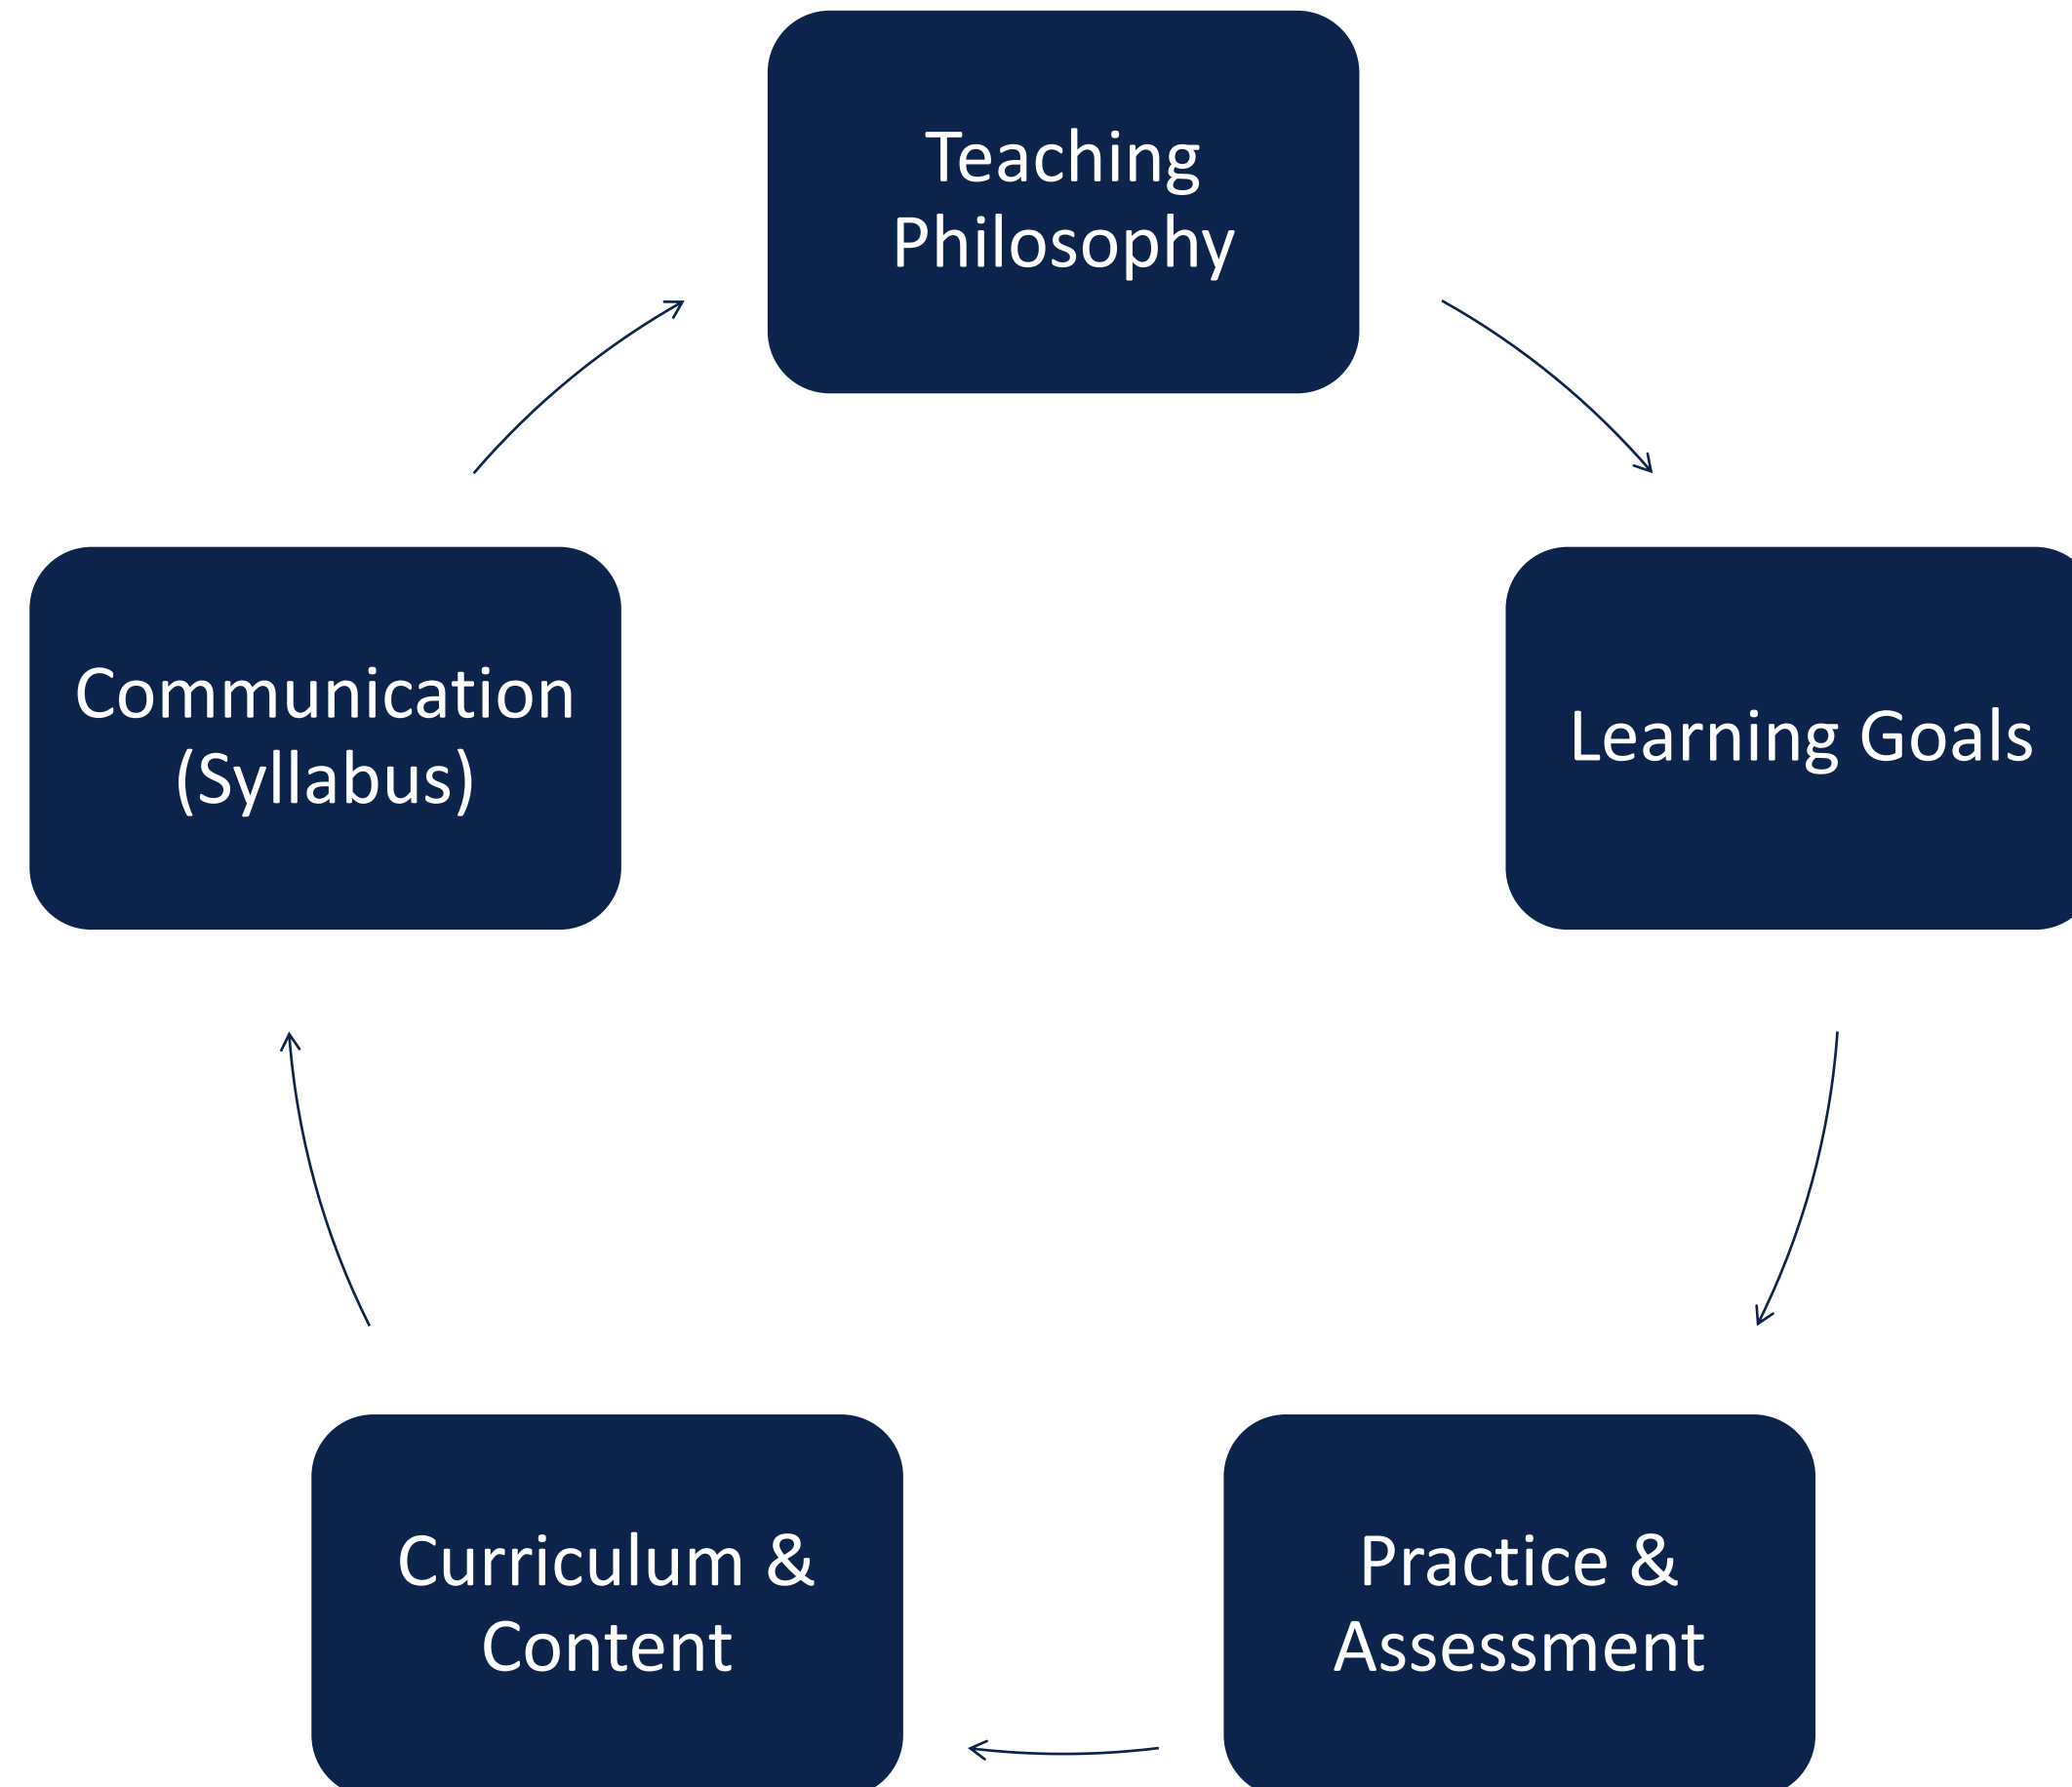 Teaching
Philosophy
Learning Goals
Practice &
Assessment
Curriculum &
Content
Communication
(Syllabus)